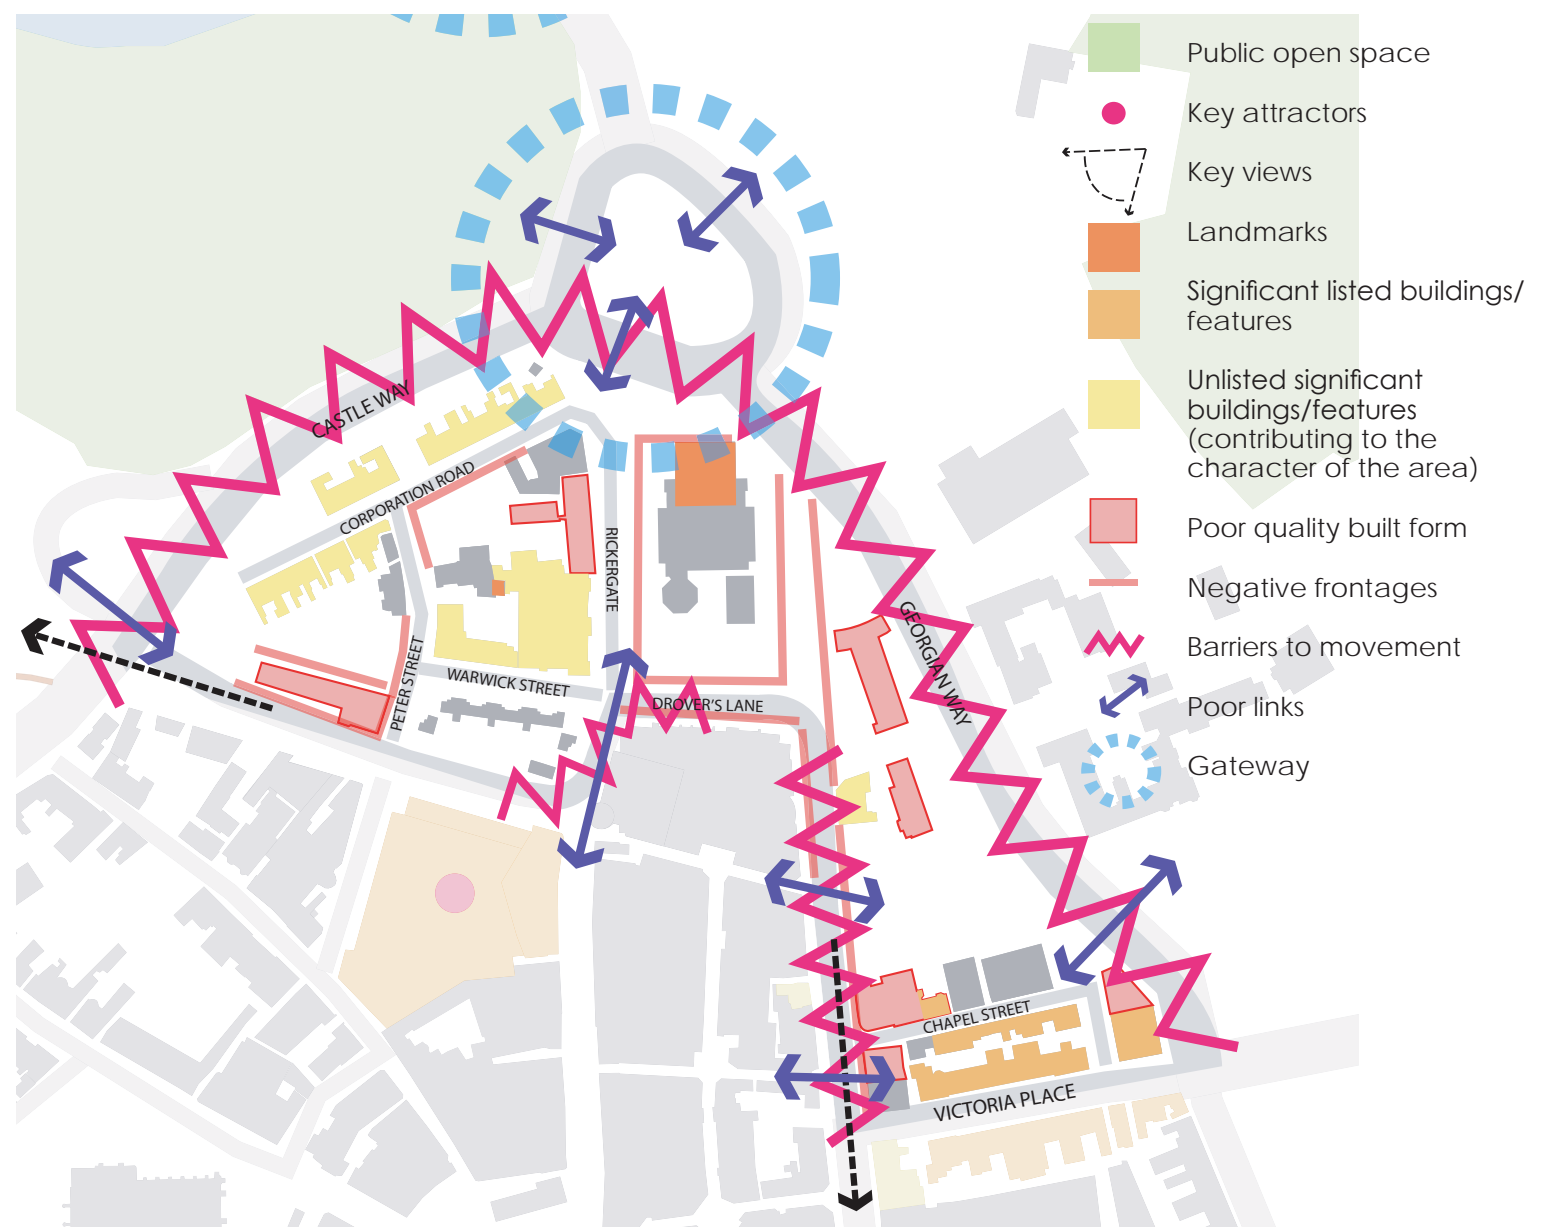 Public open space
Key attractors
Key views
Landmarks
Significant listed buildings/
features
Unlisted significant
buildings/features
(contributing to the
character of the area)
Poor quality built form
Negative frontages
Barriers to movement
Poor links
Gateway
CASTLE WAY
CORPORATION ROAD
RICKERGATE
PETER STREET
WARWICK STREET
DROVER'S LANE
GEORGIAN WAY
CHAPEL STREET
VICTORIA PLACE